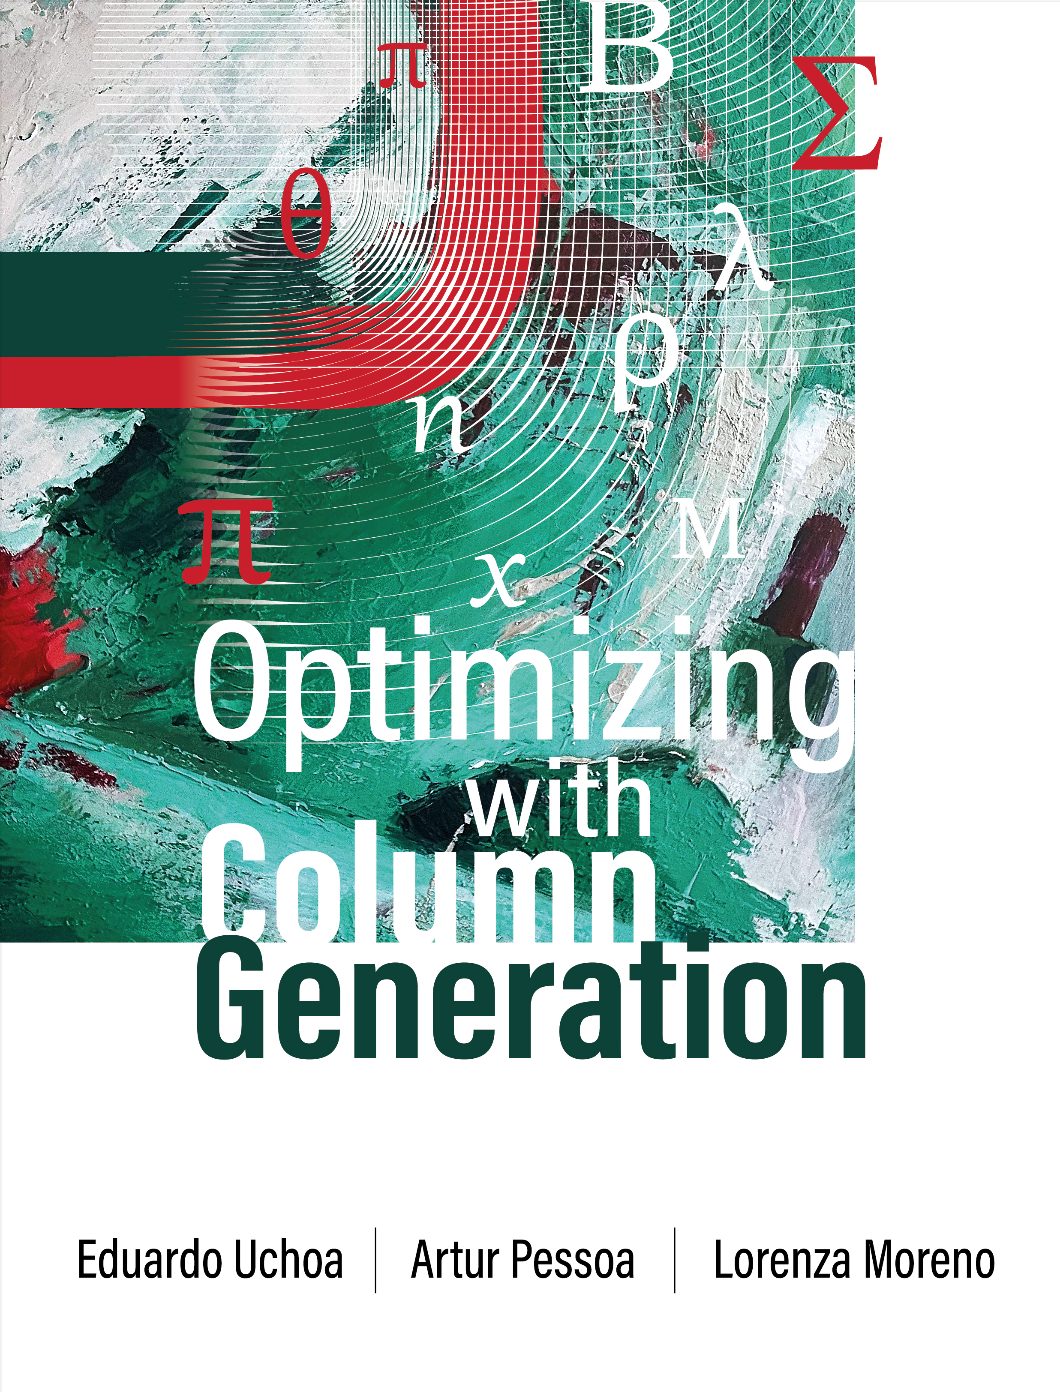 π
B
Σ
θ
λ
ρ
n
π
M
x
Optimizing
with
Column
Generation
Eduardo Uchoa | Artur Pessoa | Lorenza Moreno